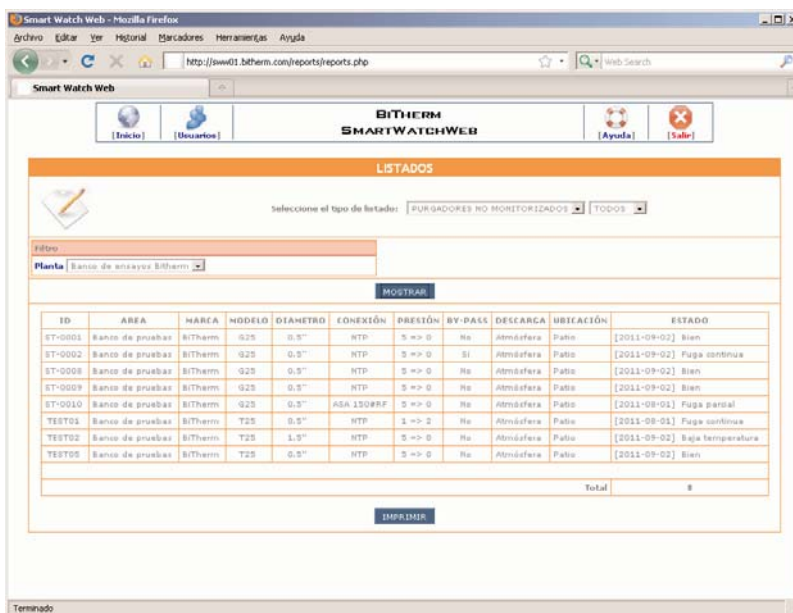 Smart Watch Web - Mozilla Firefox
Archivo Editar Ver Historial Marcadores Herramientas Ayuda
http://sww01.bitherm.com/reports/reports.php Web Search
Smart Watch Web
BiTherm
SmartWatchWeb
[Inicio] [Usuarios] [Ayuda] [Salir]
LISTADOS
Seleccione el tipo de listado: PURGADORES NO MONITORIZADOS TODOS
Filtro
Planta Banco de ensayos Bitherm
MOSTRAR
ID AREA MARCA MODELO DIAMETRO CONEXIÓN PRESIÓN BY-PASS DESCARGA UBICACIÓN ESTADO
ST-0001 Banco de pruebas BiTherm G25 0.5" NTP 5 => 0 No Atmósfera Patio [2011-09-02] Bien
ST-0002 Banco de pruebas BiTherm G25 0.5" NTP 5 => 0 Si Atmósfera Patio [2011-09-02] Fuga continua
ST-0008 Banco de pruebas BiTherm G25 0.5" NTP 5 => 0 No Atmósfera Patio [2011-09-02] Bien
ST-0009 Banco de pruebas BiTherm G25 0.5" NTP 5 => 0 No Atmósfera Patio [2011-09-02] Bien
ST-0010 Banco de pruebas BiTherm G25 0.5" ASA 150#RF 5 => 0 No Atmósfera Patio [2011-08-01] Fuga parcial
TEST01 Banco de pruebas BiTherm T25 0.5" NTP 1 => 2 No Atmósfera Patio [2011-08-01] Fuga continua
TEST02 Banco de pruebas BiTherm T25 1.5" NTP 5 => 0 No Atmósfera Patio [2011-09-02] Baja temperatura
TEST05 Banco de pruebas BiTherm T25 0.5" NTP 5 => 0 No Atmósfera Patio [2011-09-02] Bien
Total 8
IMPRIMIR
Terminado